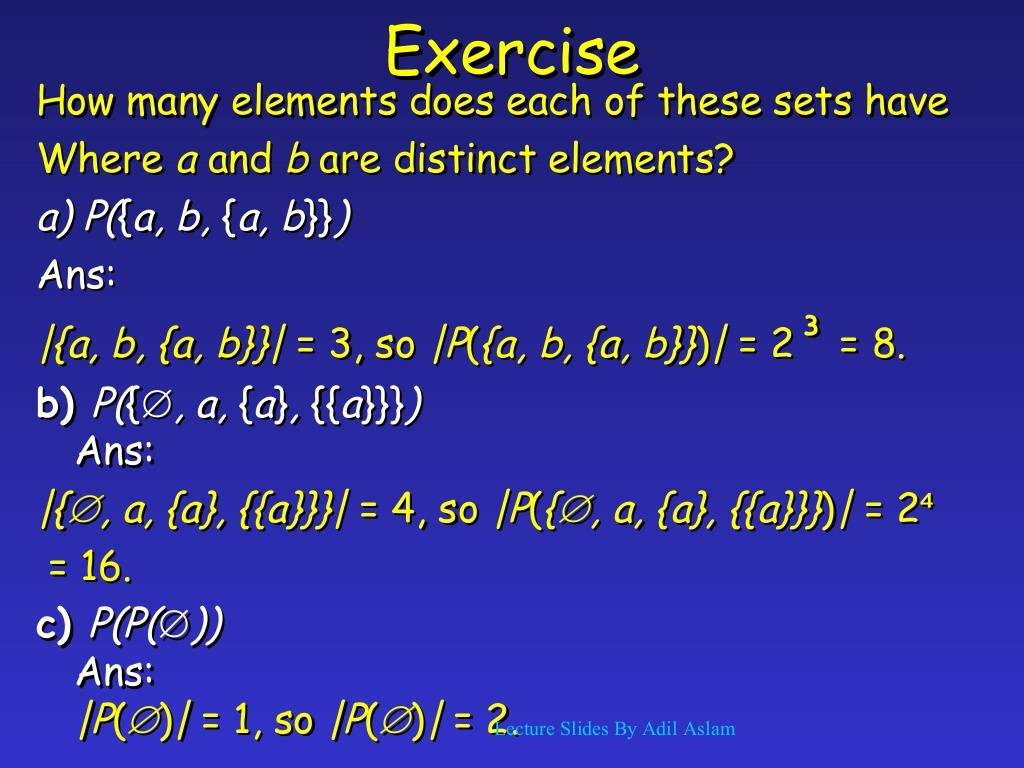 Exercise
How many elements does each of these sets have
Where a and b are distinct elements?
a) P({a, b, {a, b}})
Ans:
|{a, b, {a, b}}| = 3, so |P({a, b, {a, b}})| = 2 ³ = 8.
b) P({∅, a, {a}, {{a}}})
Ans:
|{∅, a, {a}, {{a}}}| = 4, so |P({∅, a, {a}, {{a}}})| = 2⁴
= 16.
c) P(P(∅))
Ans:
|P(∅)| = 1, so |P(∅)| = 2.
Lecture Slides By Adil Aslam